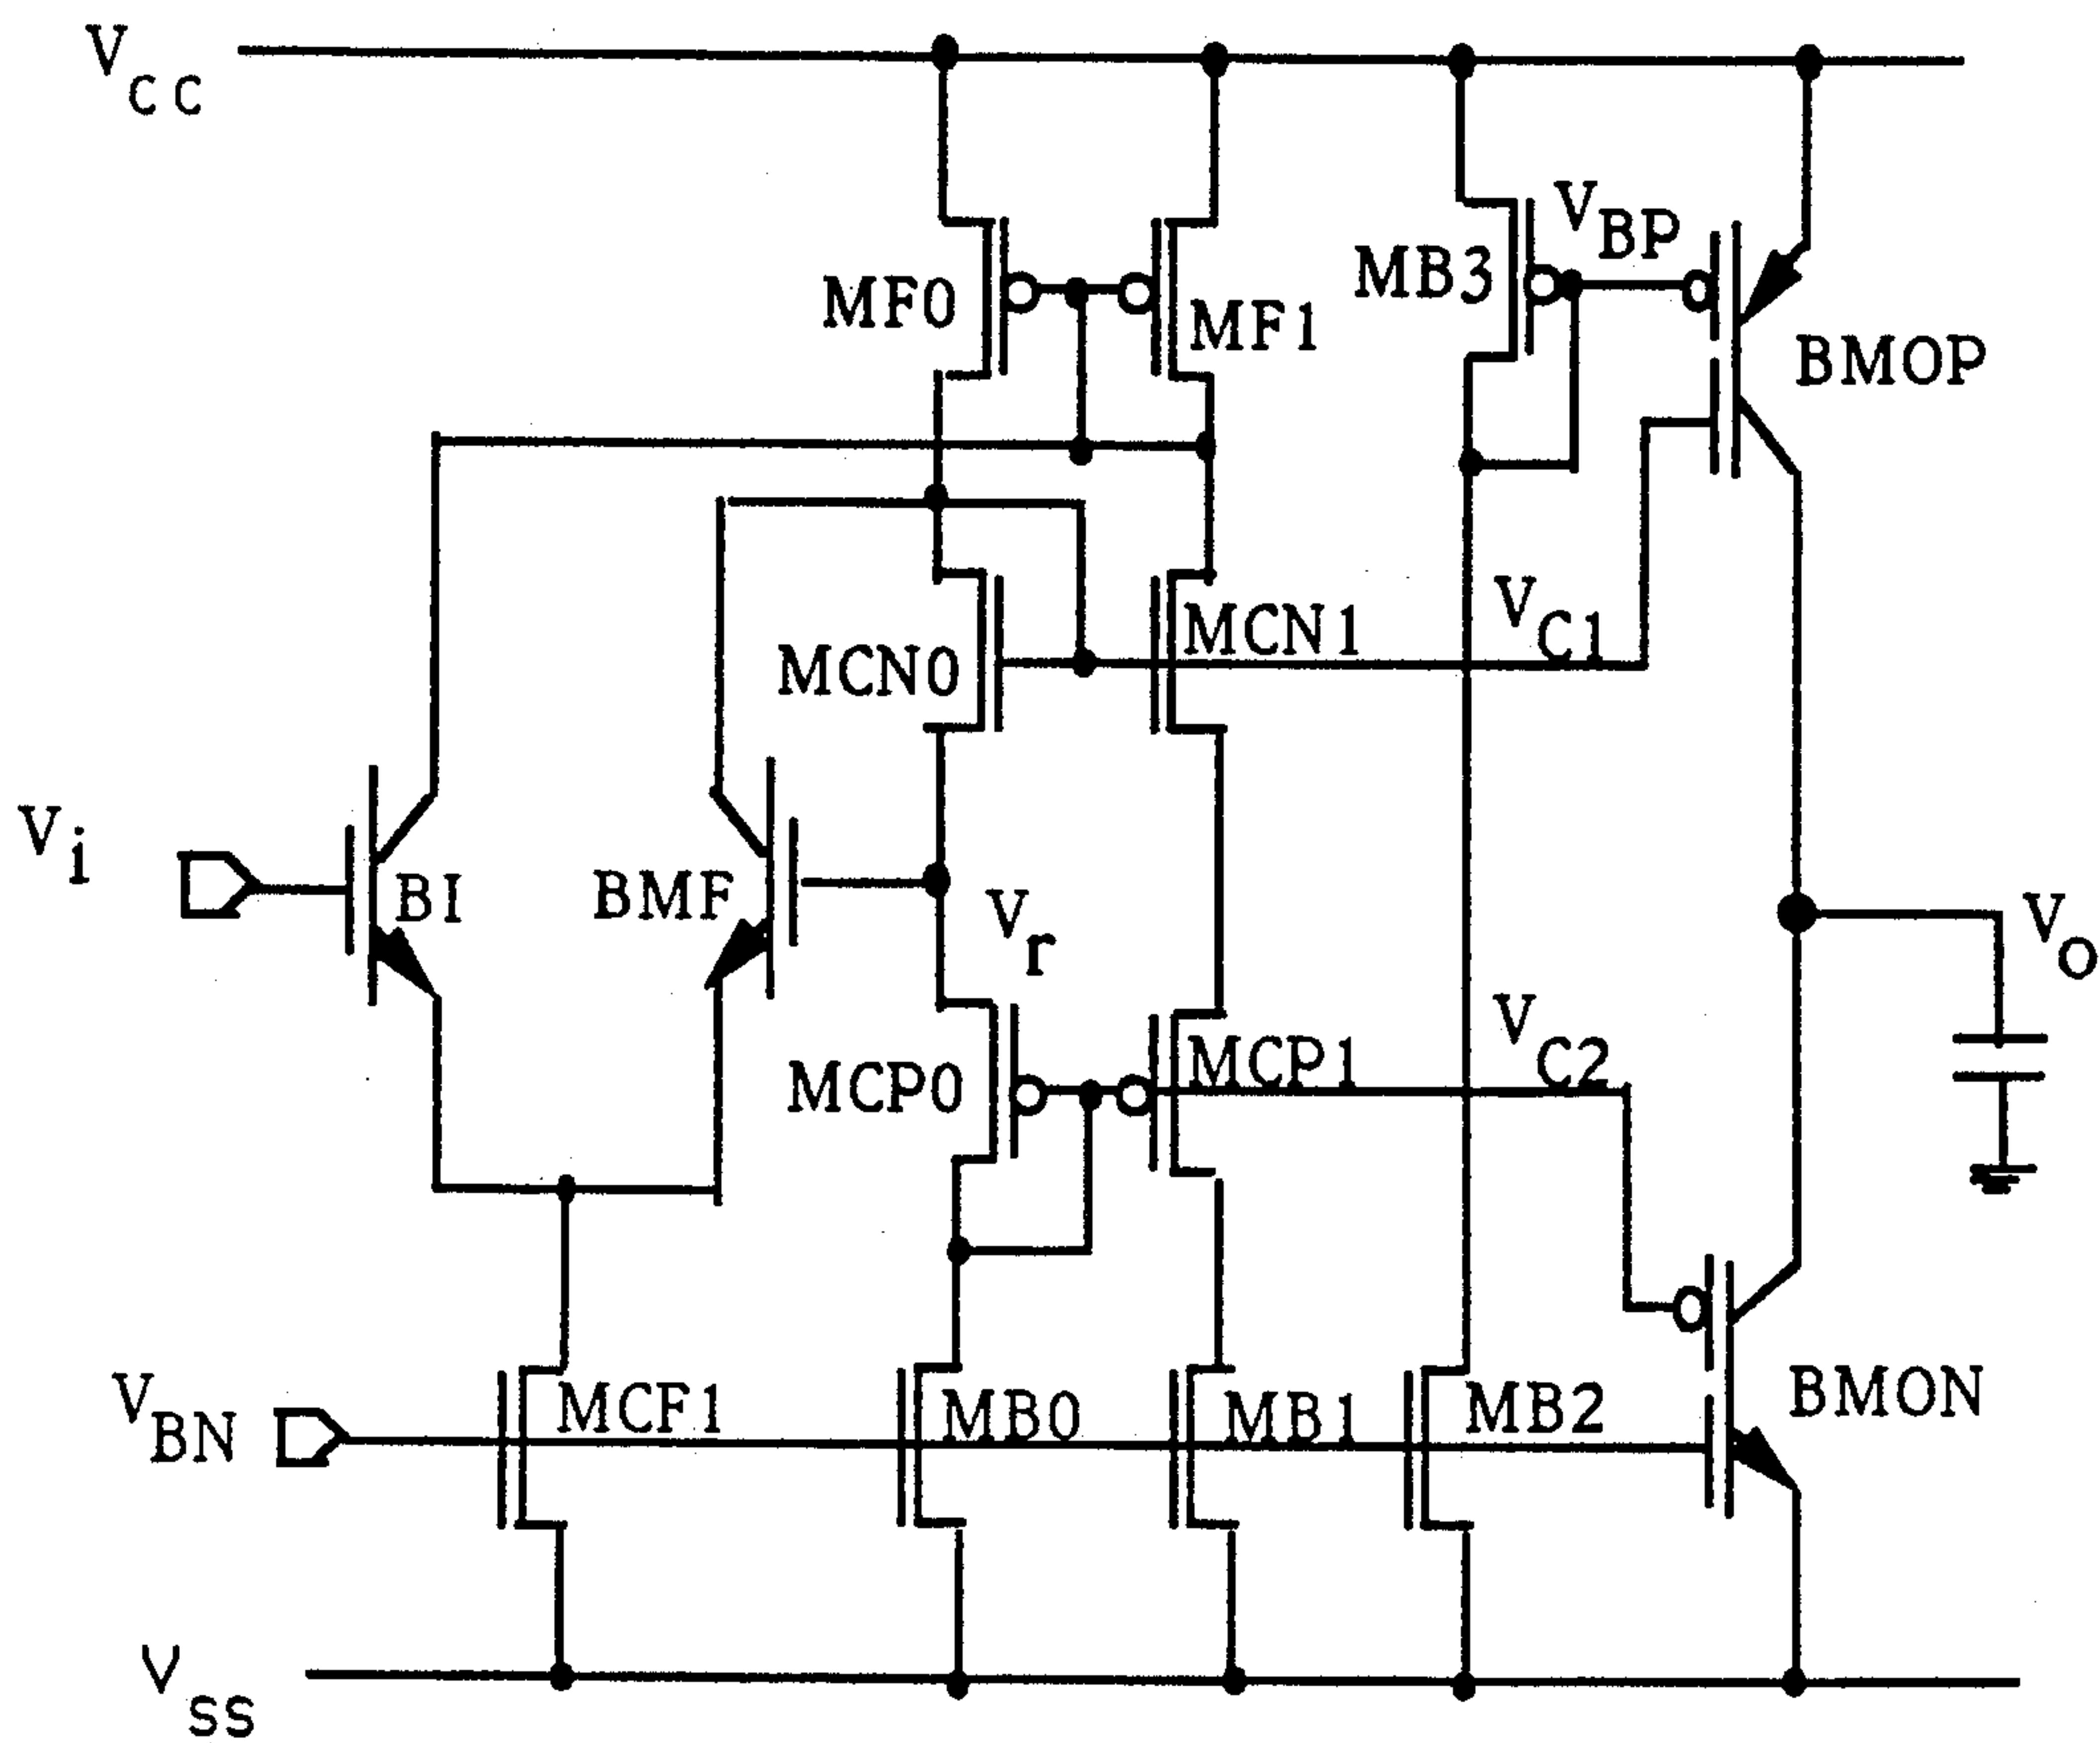 VCC
VBP
MF0
MF1
MB3
BMOP
MCN0
MCN1
VC1
Vi
BI
BMF
Vr
VO
MCP0
MCP1
VC2
VBN
MCF1
MB0
MB1
MB2
BMON
VSS